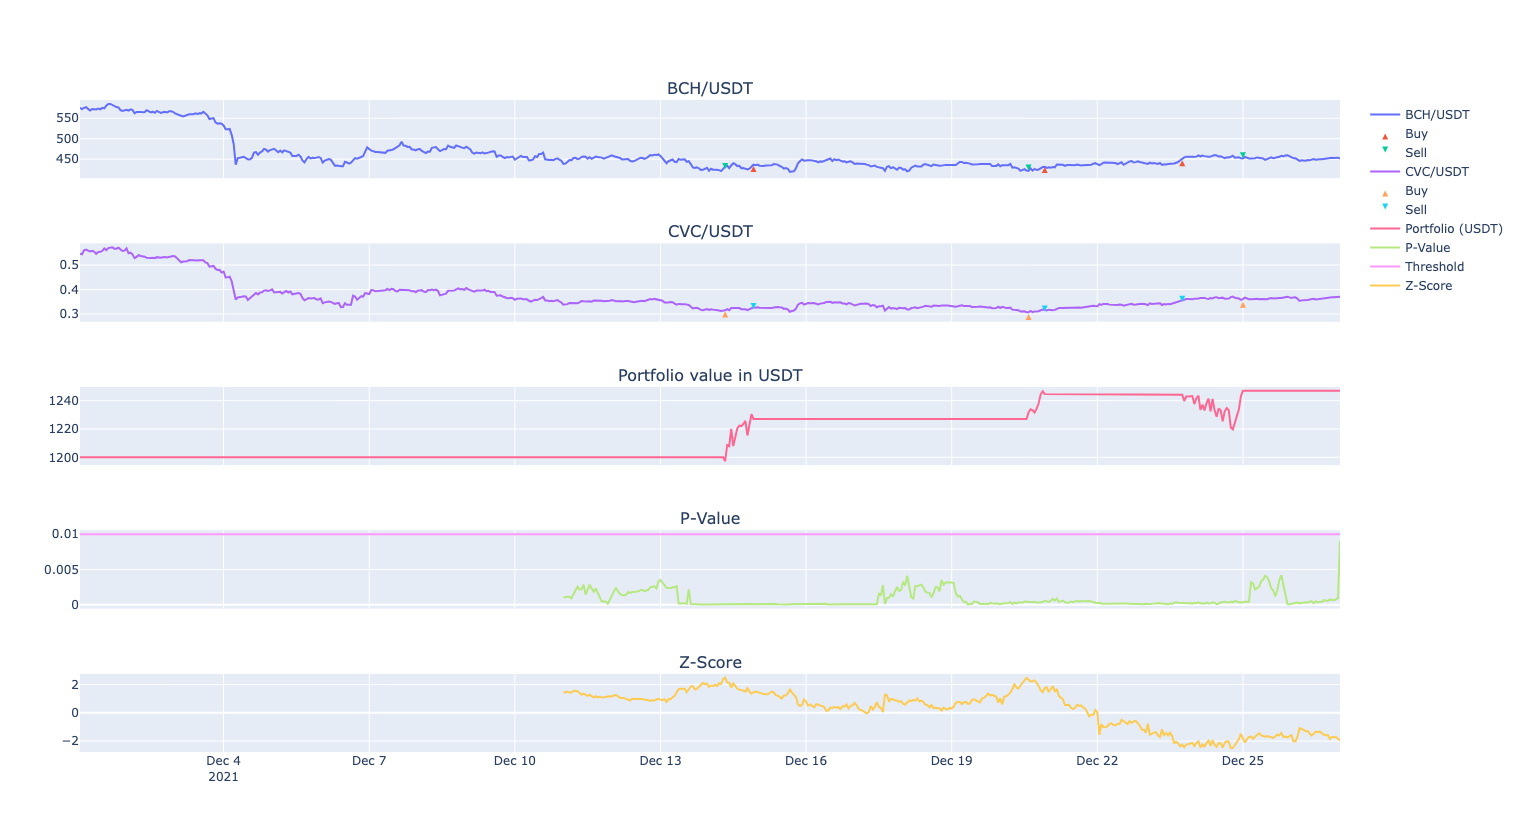 BCH/USDT
550
500
450
CVC/USDT
0.5
0.4
0.3
Portfolio value in USDT
1240
1220
1200
P-Value
0.01
0.005
0
Z-Score
2
0
−2
Dec 4
2021
Dec 7
Dec 10
Dec 13
Dec 16
Dec 19
Dec 22
Dec 25
BCH/USDT
Buy
Sell
CVC/USDT
Buy
Sell
Portfolio (USDT)
P-Value
Threshold
Z-Score